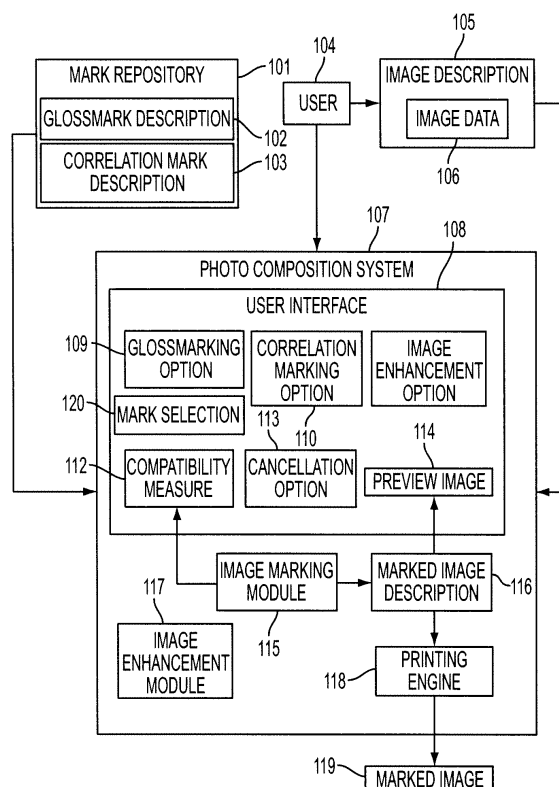 105
104
MARK REPOSITORY
101
IMAGE DESCRIPTION
USER
GLOSSMARK DESCRIPTION
102
IMAGE DATA
CORRELATION MARK
DESCRIPTION
103
106
107
108
PHOTO COMPOSITION SYSTEM
USER INTERFACE
109
GLOSSMARKING
OPTION
CORRELATION
MARKING
OPTION
IMAGE
ENHANCEMENT
OPTION
120
MARK SELECTION
113
110
114
112
COMPATIBILITY
MEASURE
CANCELLATION
OPTION
PREVIEW IMAGE
IMAGE MARKING
MODULE
MARKED IMAGE
DESCRIPTION
116
117
115
IMAGE
ENHANCEMENT
MODULE
118
PRINTING
ENGINE
119
MARKED IMAGE